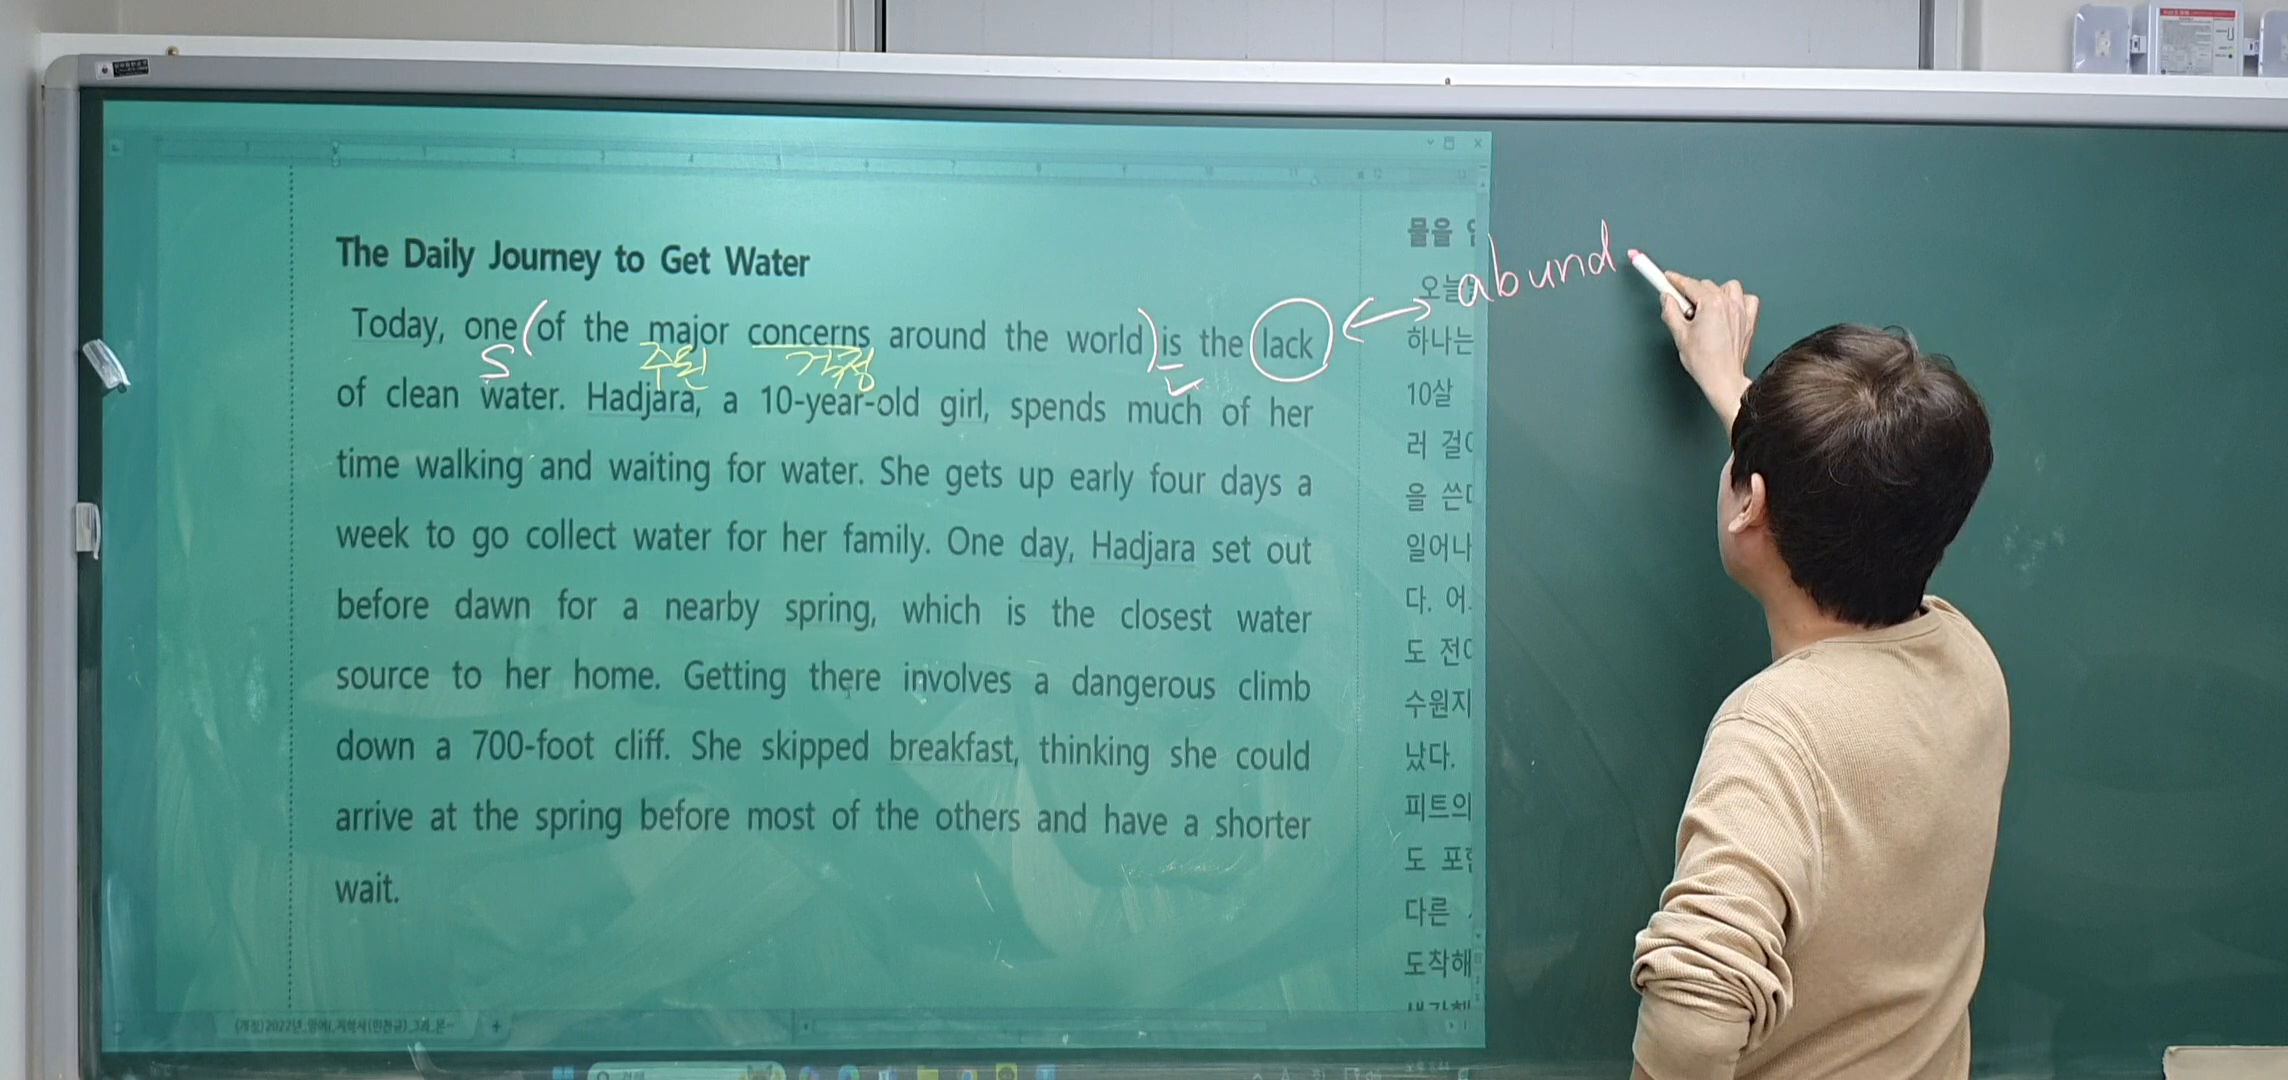 The Daily Journey to Get Water
Today, one (of the major concerns around the world) is the lack
S 주된 걱정 V
of clean water. Hadjara, a 10-year-old girl, spends much of her
time walking and waiting for water. She gets up early four days a
week to go collect water for her family. One day, Hadjara set out
before dawn for a nearby spring, which is the closest water
source to her home. Getting there involves a dangerous climb
down a 700-foot cliff. She skipped breakfast, thinking she could
arrive at the spring before most of the others and have a shorter
wait.
abund
물을
오늘
하나는
10살
러 걸
을 쓴
일어나
다. 어
도 전
수원지
났다.
피트의
도 포
다른
도착해